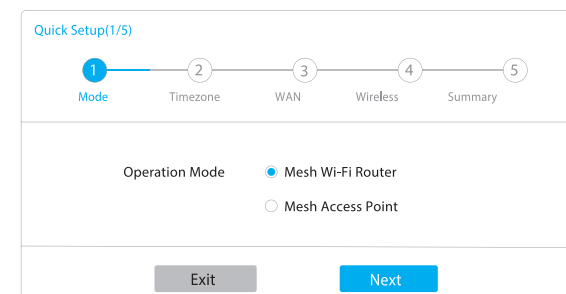 Quick Setup(1/5)
1 2 3 4 5
Mode Timezone WAN Wireless Summary
Operation Mode Mesh Wi-Fi Router
Mesh Access Point
Exit Next